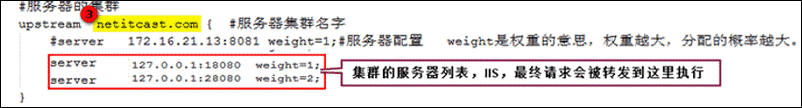 #服务器的集群
3
upstream netitcast.com { #服务器集群名字
#server 172.16.21.13:8081 weight=1;#服务器配置 weight是权重的意思，权重越大，分配的概率越大。
server 127.0.0.1:18080 weight=1;
server 127.0.0.1:28080 weight=2;
集群的服务器列表，IIS，最终请求会被转发到这里执行
}